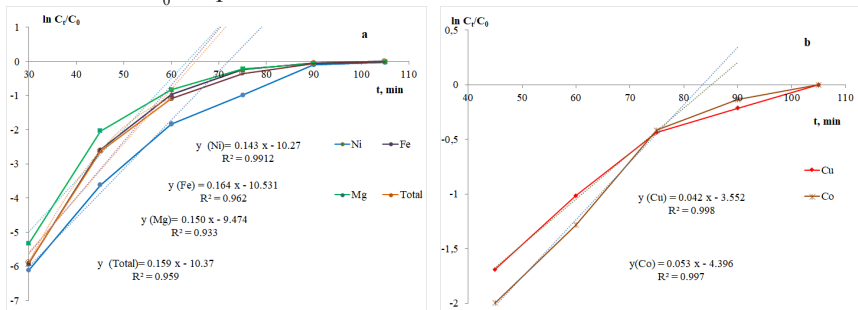 0
ln Cτ/C₀
a
1
0
-1
-2
-3
-4
-5
-6
-7
30 40 50 60 70 80 90 100 110
t, min
y (Ni)= 0.143 x - 10.27
R² = 0.9912
y (Fe)= 0.164 x - 10.531
R² = 0.962
y (Mg)= 0.150 x - 9.474
R² = 0.933
y (Total)= 0.159 x - 10.37
R² = 0.959
Ni Fe
Mg Total
ln Cτ/C₀
b
0,5
0
-0,5
-1
-1,5
-2
40 50 60 70 80 90 100 110
t, min
y (Cu) = 0.042 x - 3.552
R² = 0.998
y(Co) = 0.053 x - 4.396
R² = 0.997
Cu
Co